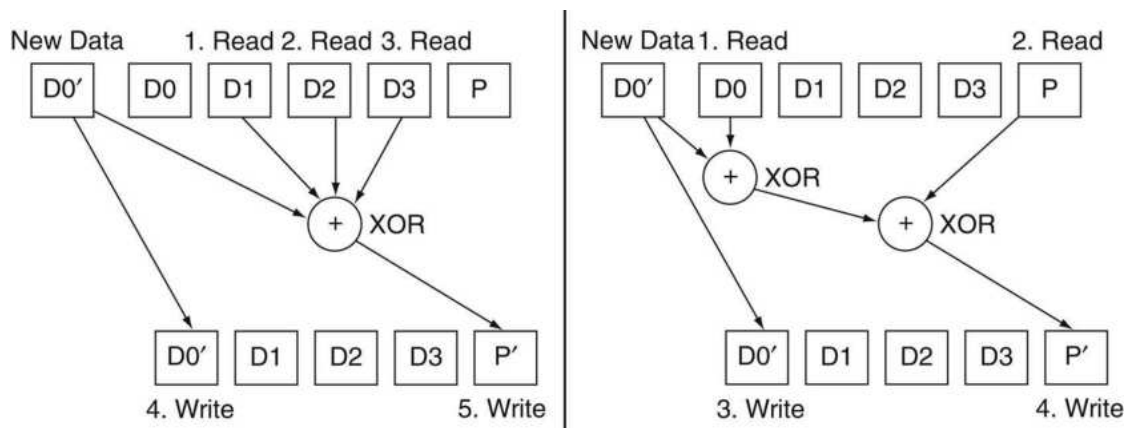 New Data 1. Read 2. Read 3. Read
D0′ D0 D1 D2 D3 P
+ XOR
D0′ D1 D2 D3 P′
4. Write 5. Write
New Data 1. Read 2. Read
D0′ D0 D1 D2 D3 P
+ XOR
+ XOR
D0′ D1 D2 D3 P′
3. Write 4. Write